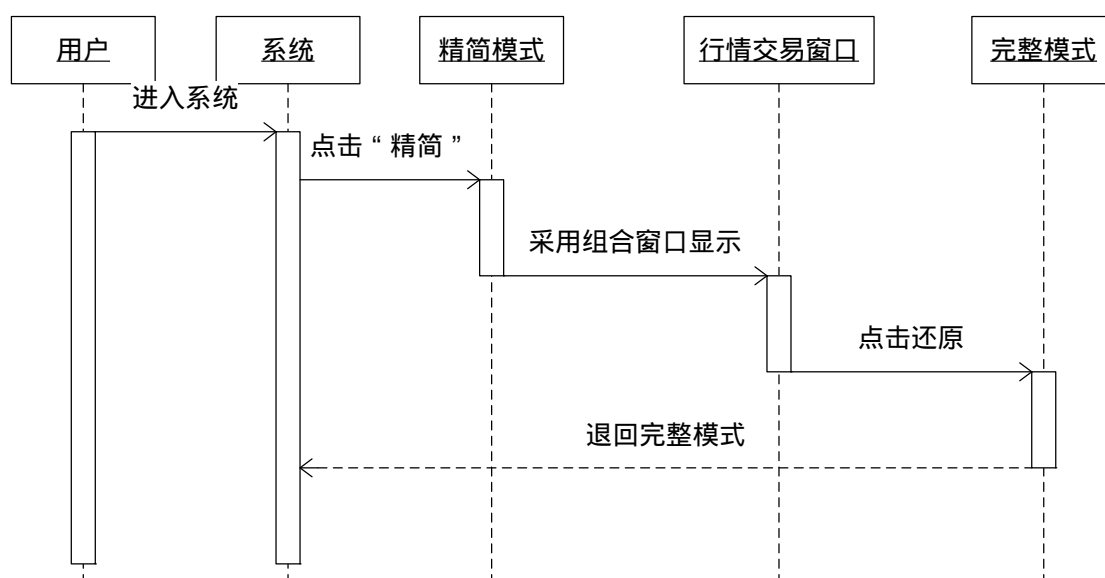 用户
系统
精简模式
行情交易窗口
完整模式
进入系统
点击“精简”
采用组合窗口显示
点击还原
退回完整模式